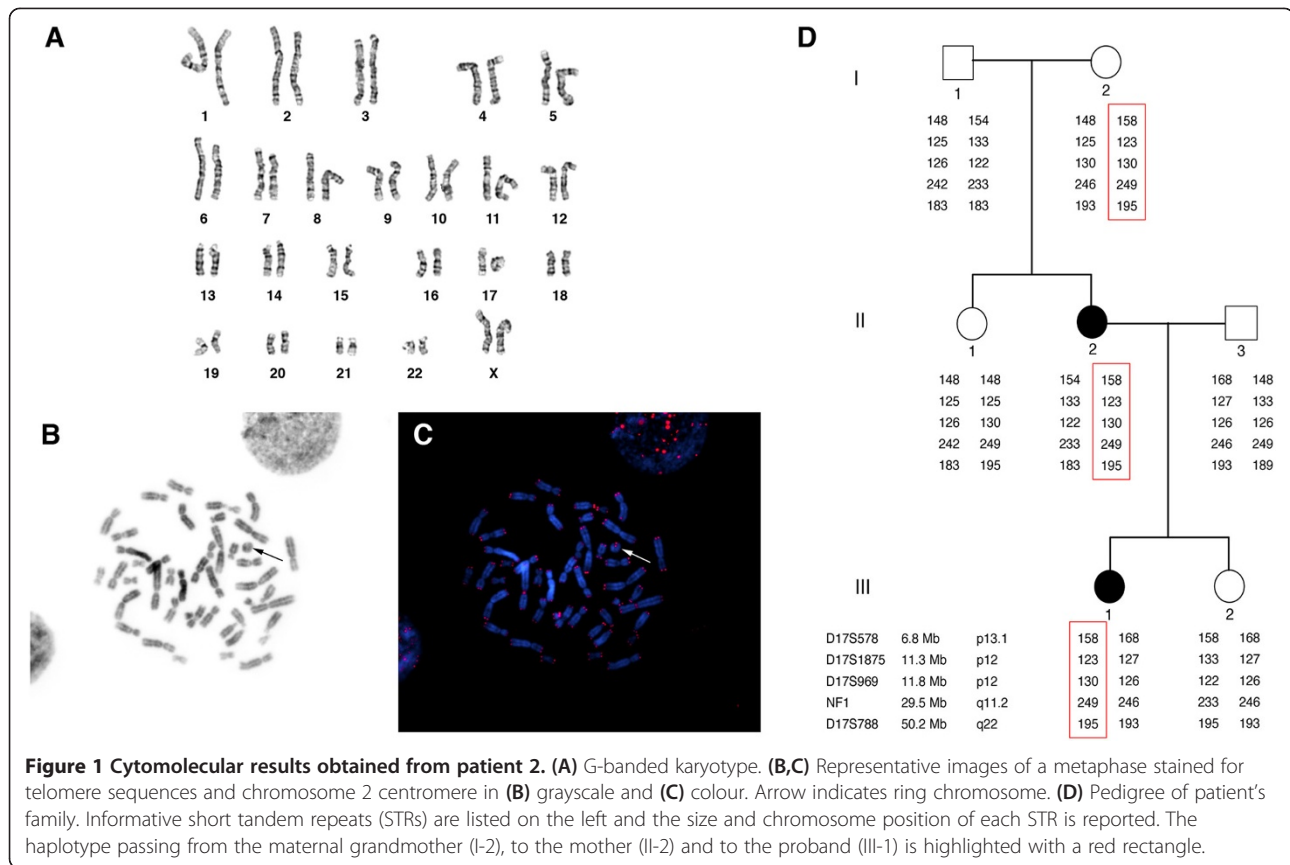 A
1 2 3 4 5
6 7 8 9 10 11 12
13 14 15 16 17 18
19 20 21 22 X
B
C
D
I
1 2
148 154 148 158
125 133 125 123
126 122 130 130
242 233 246 249
183 183 193 195
II
1 2 3
148 148 154 158 168 148
125 125 133 123 127 133
126 130 122 130 126 126
242 249 233 249 246 249
183 195 183 195 193 189
III
1 2
D17S578 6.8 Mb p13.1 158 168 158 168
D17S1875 11.3 Mb p12 123 127 133 127
D17S969 11.8 Mb p12 130 126 122 126
NF1 29.5 Mb q11.2 249 246 233 246
D17S788 50.2 Mb q22 195 193 195 193
Figure 1 Cytomolecular results obtained from patient 2. (A) G-banded karyotype. (B,C) Representative images of a metaphase stained for
telomere sequences and chromosome 2 centromere in (B) grayscale and (C) colour. Arrow indicates ring chromosome. (D) Pedigree of patient's
family. Informative short tandem repeats (STRs) are listed on the left and the size and chromosome position of each STR is reported. The
haplotype passing from the maternal grandmother (I-2), to the mother (II-2) and to the proband (III-1) is highlighted with a red rectangle.